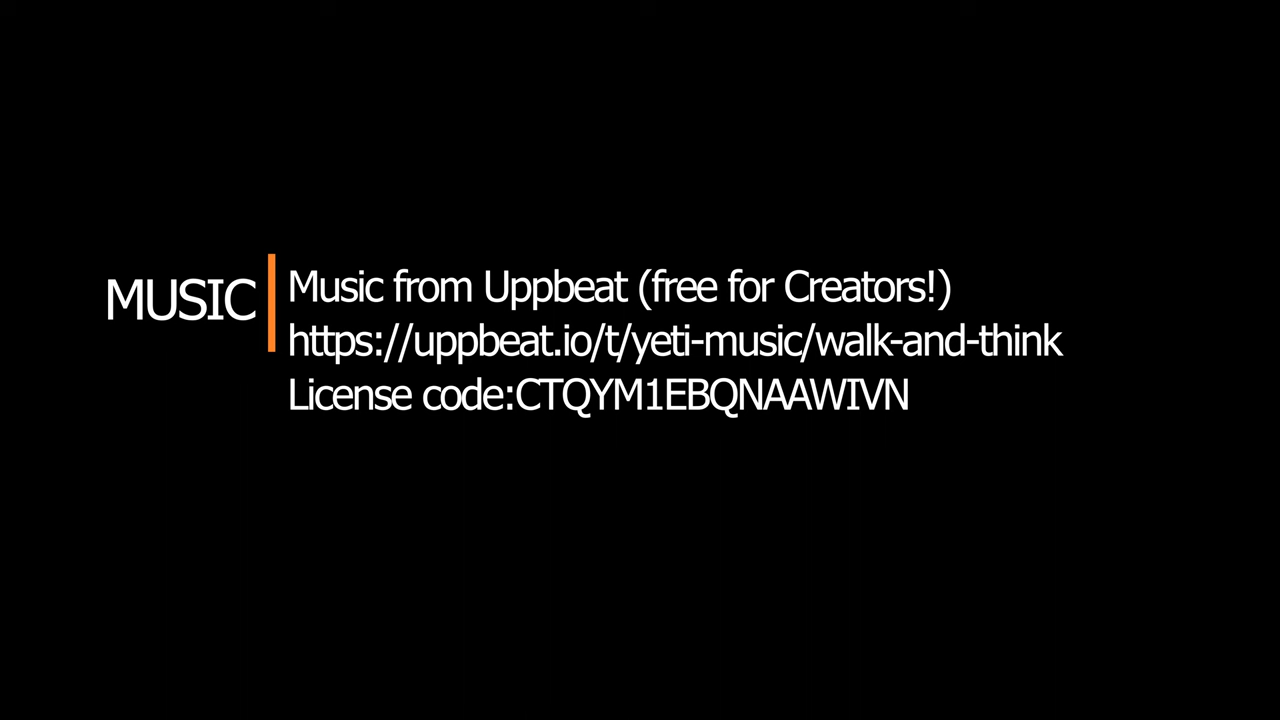 MUSIC
Music from Uppbeat (free for Creators!)
https://uppbeat.io/t/yeti-music/walk-and-think
License code:CTQYM1EBQNAAWIVN